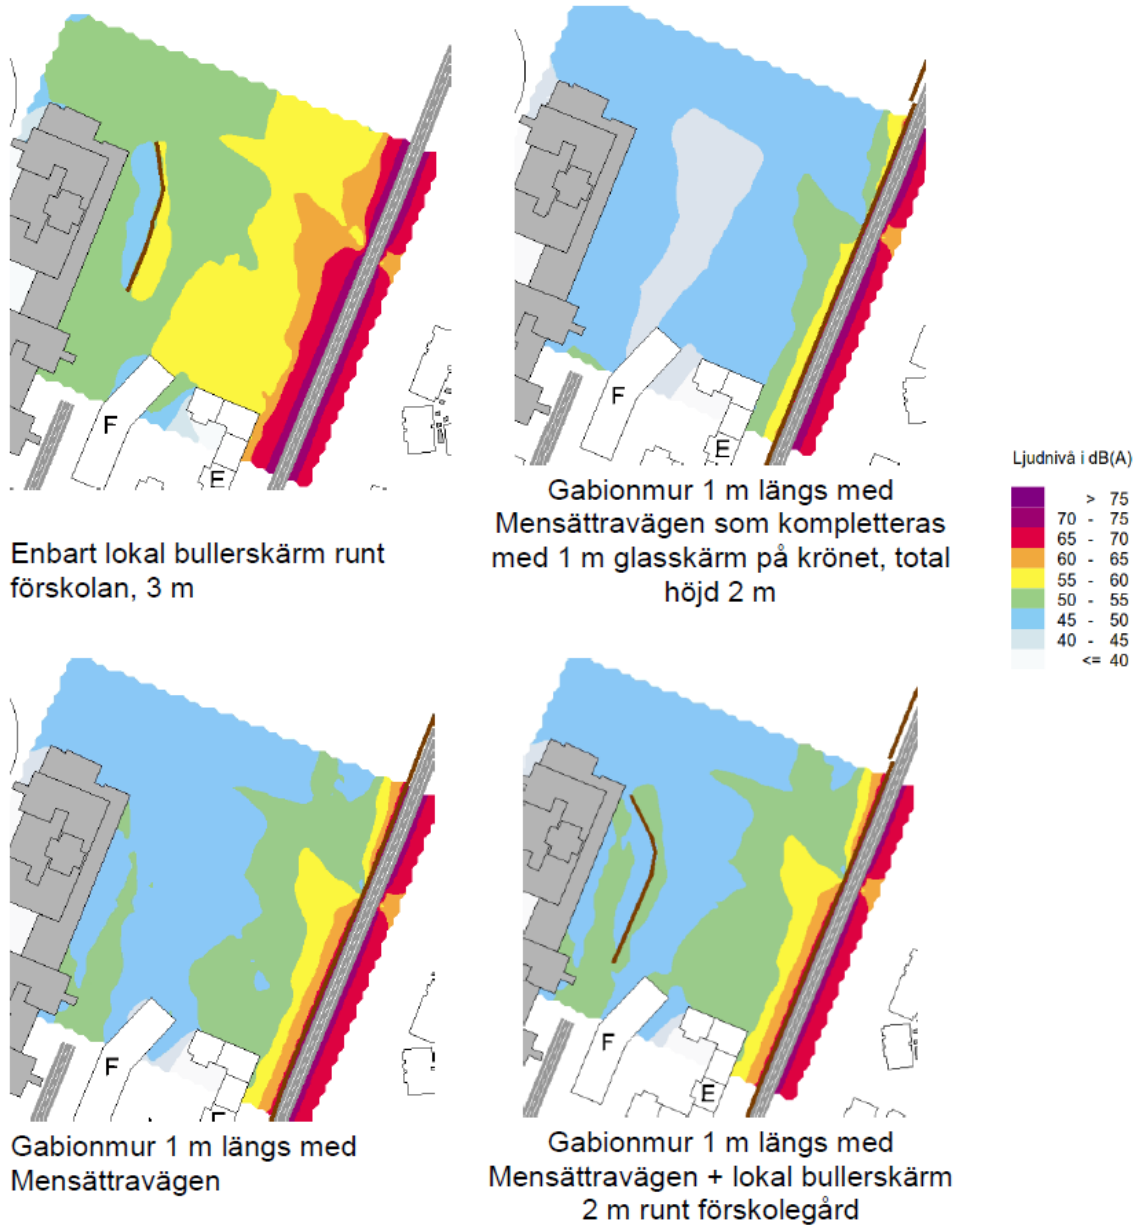 F
E
Enbart lokal bullerskärm runt
förskolan, 3 m
F
E
Gabionmur 1 m längs med
Mensättravägen som kompletteras
med 1 m glasskärm på krönet, total
höjd 2 m
Ljudnivå i dB(A)
> 75
70 - 75
65 - 70
60 - 65
55 - 60
50 - 55
45 - 50
40 - 45
<= 40
F
Gabionmur 1 m längs med
Mensättravägen
F
E
Gabionmur 1 m längs med
Mensättravägen + lokal bullerskärm
2 m runt förskolegård